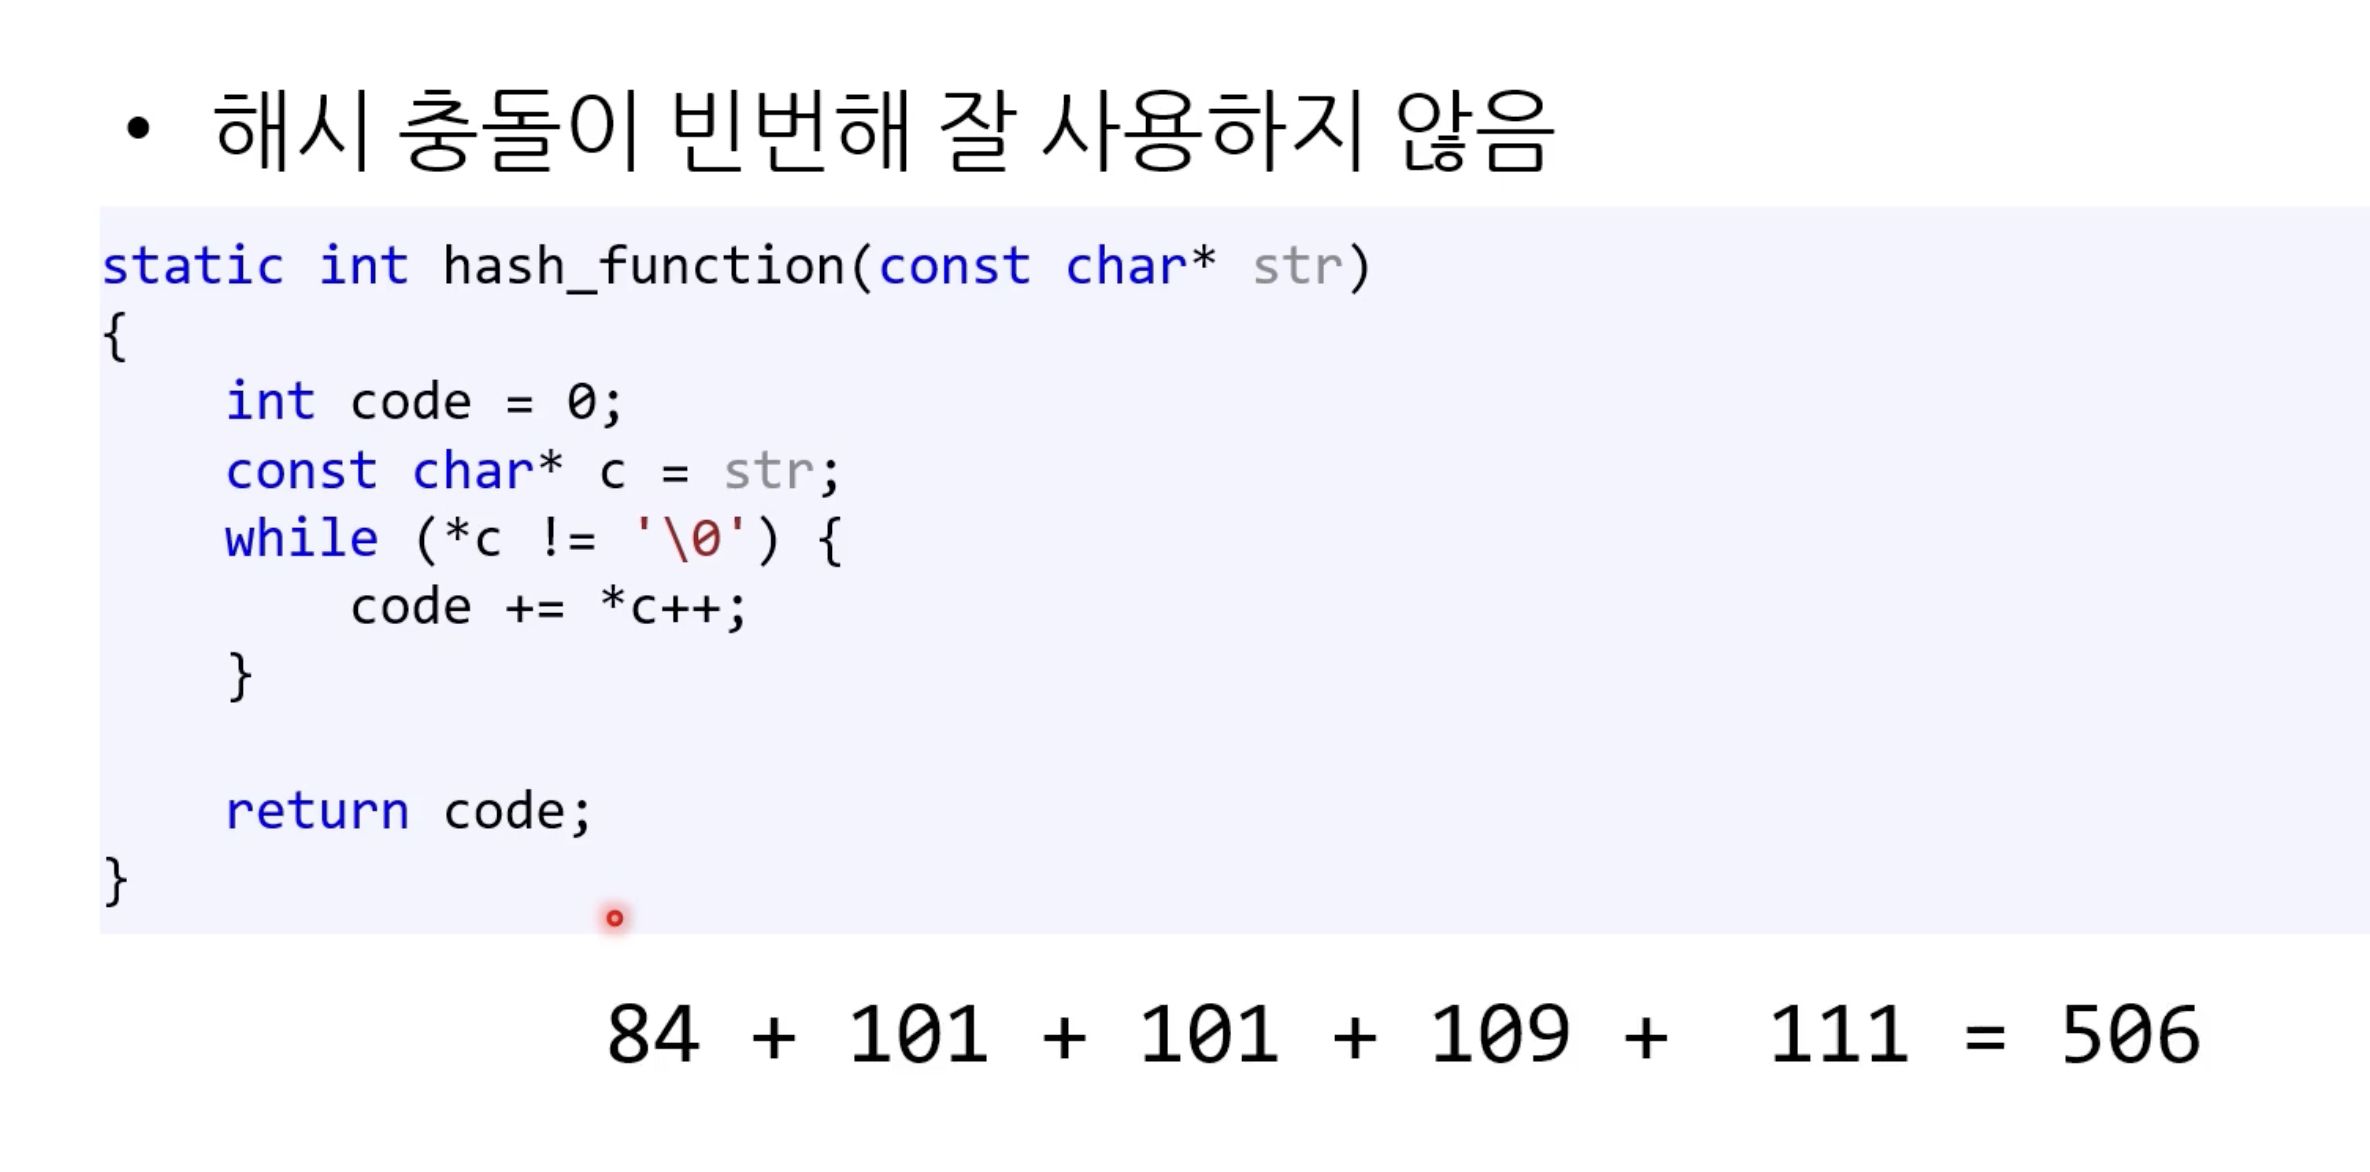 • 해시 충돌이 빈번해 잘 사용하지 않음
static int hash_function(const char* str)
{
    int code = 0;
    const char* c = str;
    while (*c != '\0') {
        code += *c++;
    }

    return code;
}
84 + 101 + 101 + 109 + 111 = 506